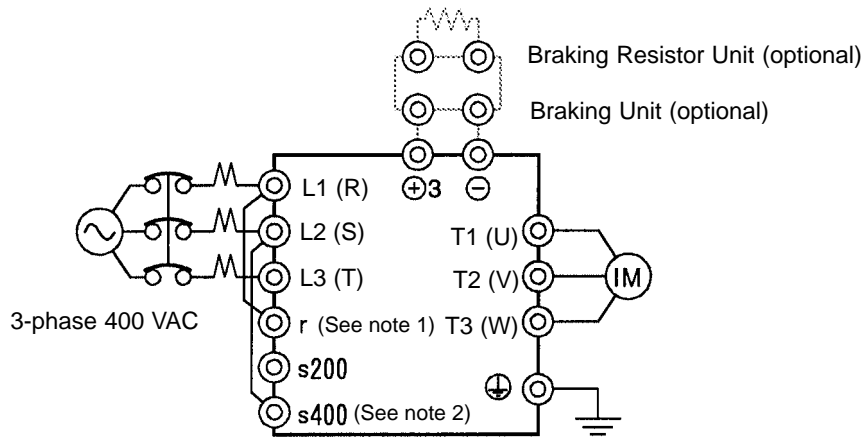 Braking Resistor Unit (optional)
Braking Unit (optional)
⊕3 ⊖
L1 (R)
L2 (S)
L3 (T)
T1 (U)
T2 (V)
T3 (W)
IM
3-phase 400 VAC
r (See note 1)
s200
s400 (See note 2)